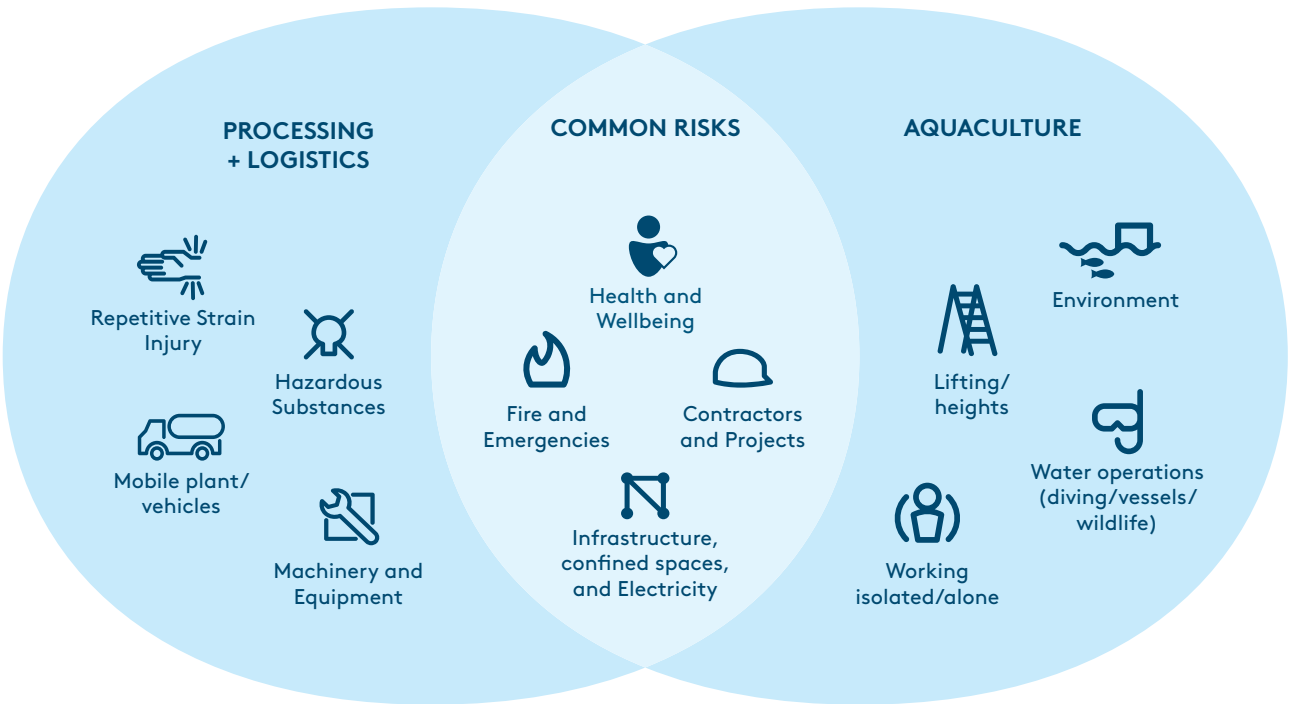 PROCESSING
+ LOGISTICS
Repetitive Strain
Injury
Hazardous
Substances
Mobile plant/
vehicles
Machinery and
Equipment
COMMON RISKS
Health and
Wellbeing
Fire and
Emergencies
Contractors
and Projects
Infrastructure,
confined spaces,
and Electricity
AQUACULTURE
Environment
Lifting/
heights
Water operations
(diving/vessels/
wildlife)
Working
isolated/alone